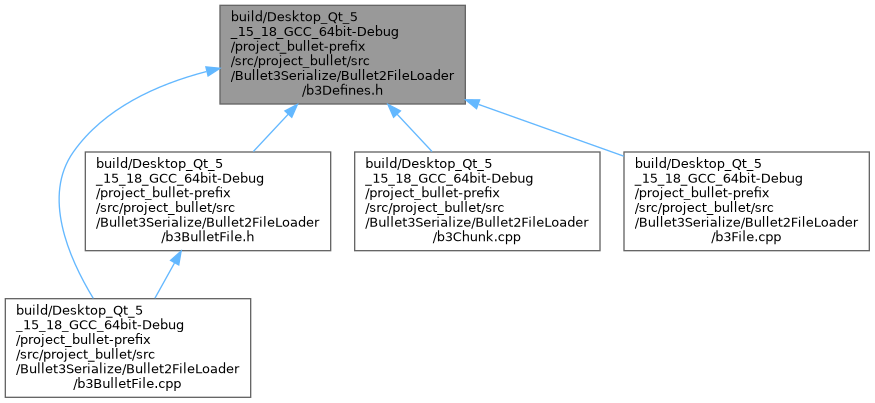 build/Desktop_Qt_5
_15_18_GCC_64bit-Debug
/project_bullet-prefix
/src/project_bullet/src
/Bullet3Serialize/Bullet2FileLoader
/b3Defines.h
build/Desktop_Qt_5
_15_18_GCC_64bit-Debug
/project_bullet-prefix
/src/project_bullet/src
/Bullet3Serialize/Bullet2FileLoader
/b3BulletFile.h
build/Desktop_Qt_5
_15_18_GCC_64bit-Debug
/project_bullet-prefix
/src/project_bullet/src
/Bullet3Serialize/Bullet2FileLoader
/b3Chunk.cpp
build/Desktop_Qt_5
_15_18_GCC_64bit-Debug
/project_bullet-prefix
/src/project_bullet/src
/Bullet3Serialize/Bullet2FileLoader
/b3File.cpp
build/Desktop_Qt_5
_15_18_GCC_64bit-Debug
/project_bullet-prefix
/src/project_bullet/src
/Bullet3Serialize/Bullet2FileLoader
/b3BulletFile.cpp